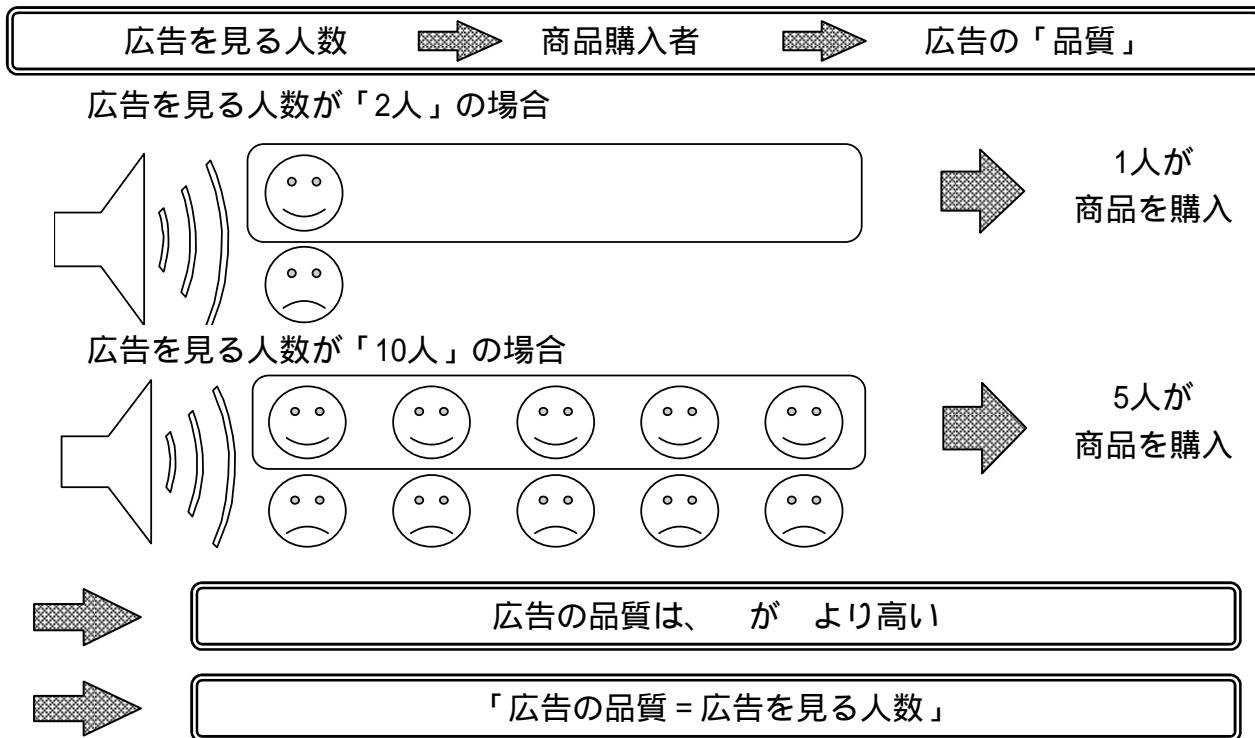 広告を見る人数 商品購入者 広告の「品質」
広告を見る人数が「2人」の場合
1人が
商品を購入
広告を見る人数が「10人」の場合
5人が
商品を購入
広告の品質は、　が　より高い
「広告の品質=広告を見る人数」